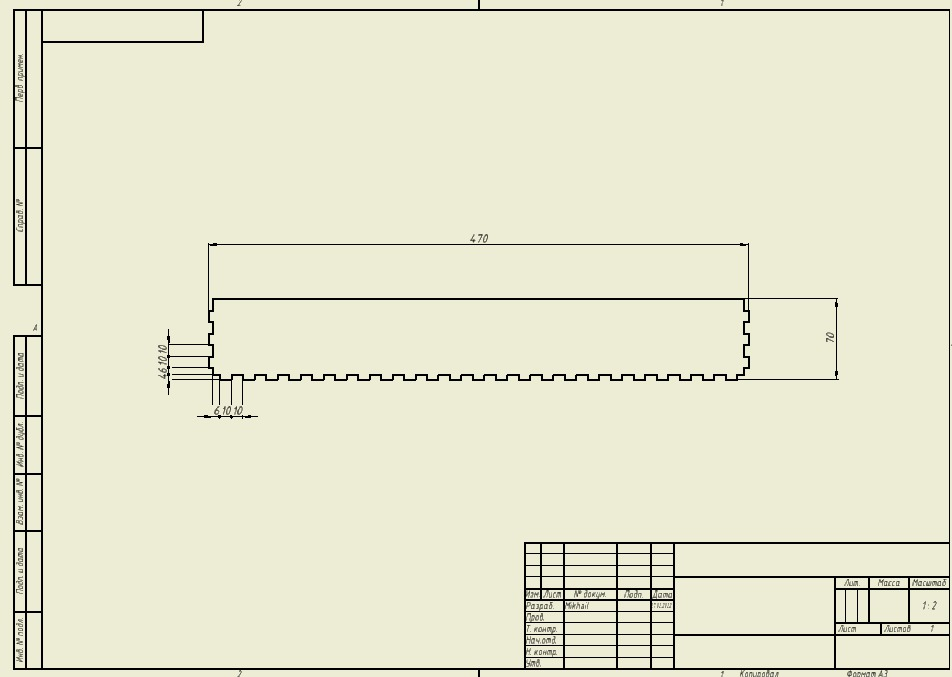 2
1
Перв. примен.
Справ. №
А
Подп. и дата
Инв. № дубл.
Взам. инв. №
Подп. и дата
Инв. № подл.
470
70
4 6 10 10
6 10 10
Изм. Лист № докум. Подп. Дата
Разраб. Mikhail
Пров.
Т. контр.
Нач.отд.
Н. контр.
Утв.
Лит. Масса Масштаб
1:2
Лист Листов 1
2
1
Копировал
Формат А3